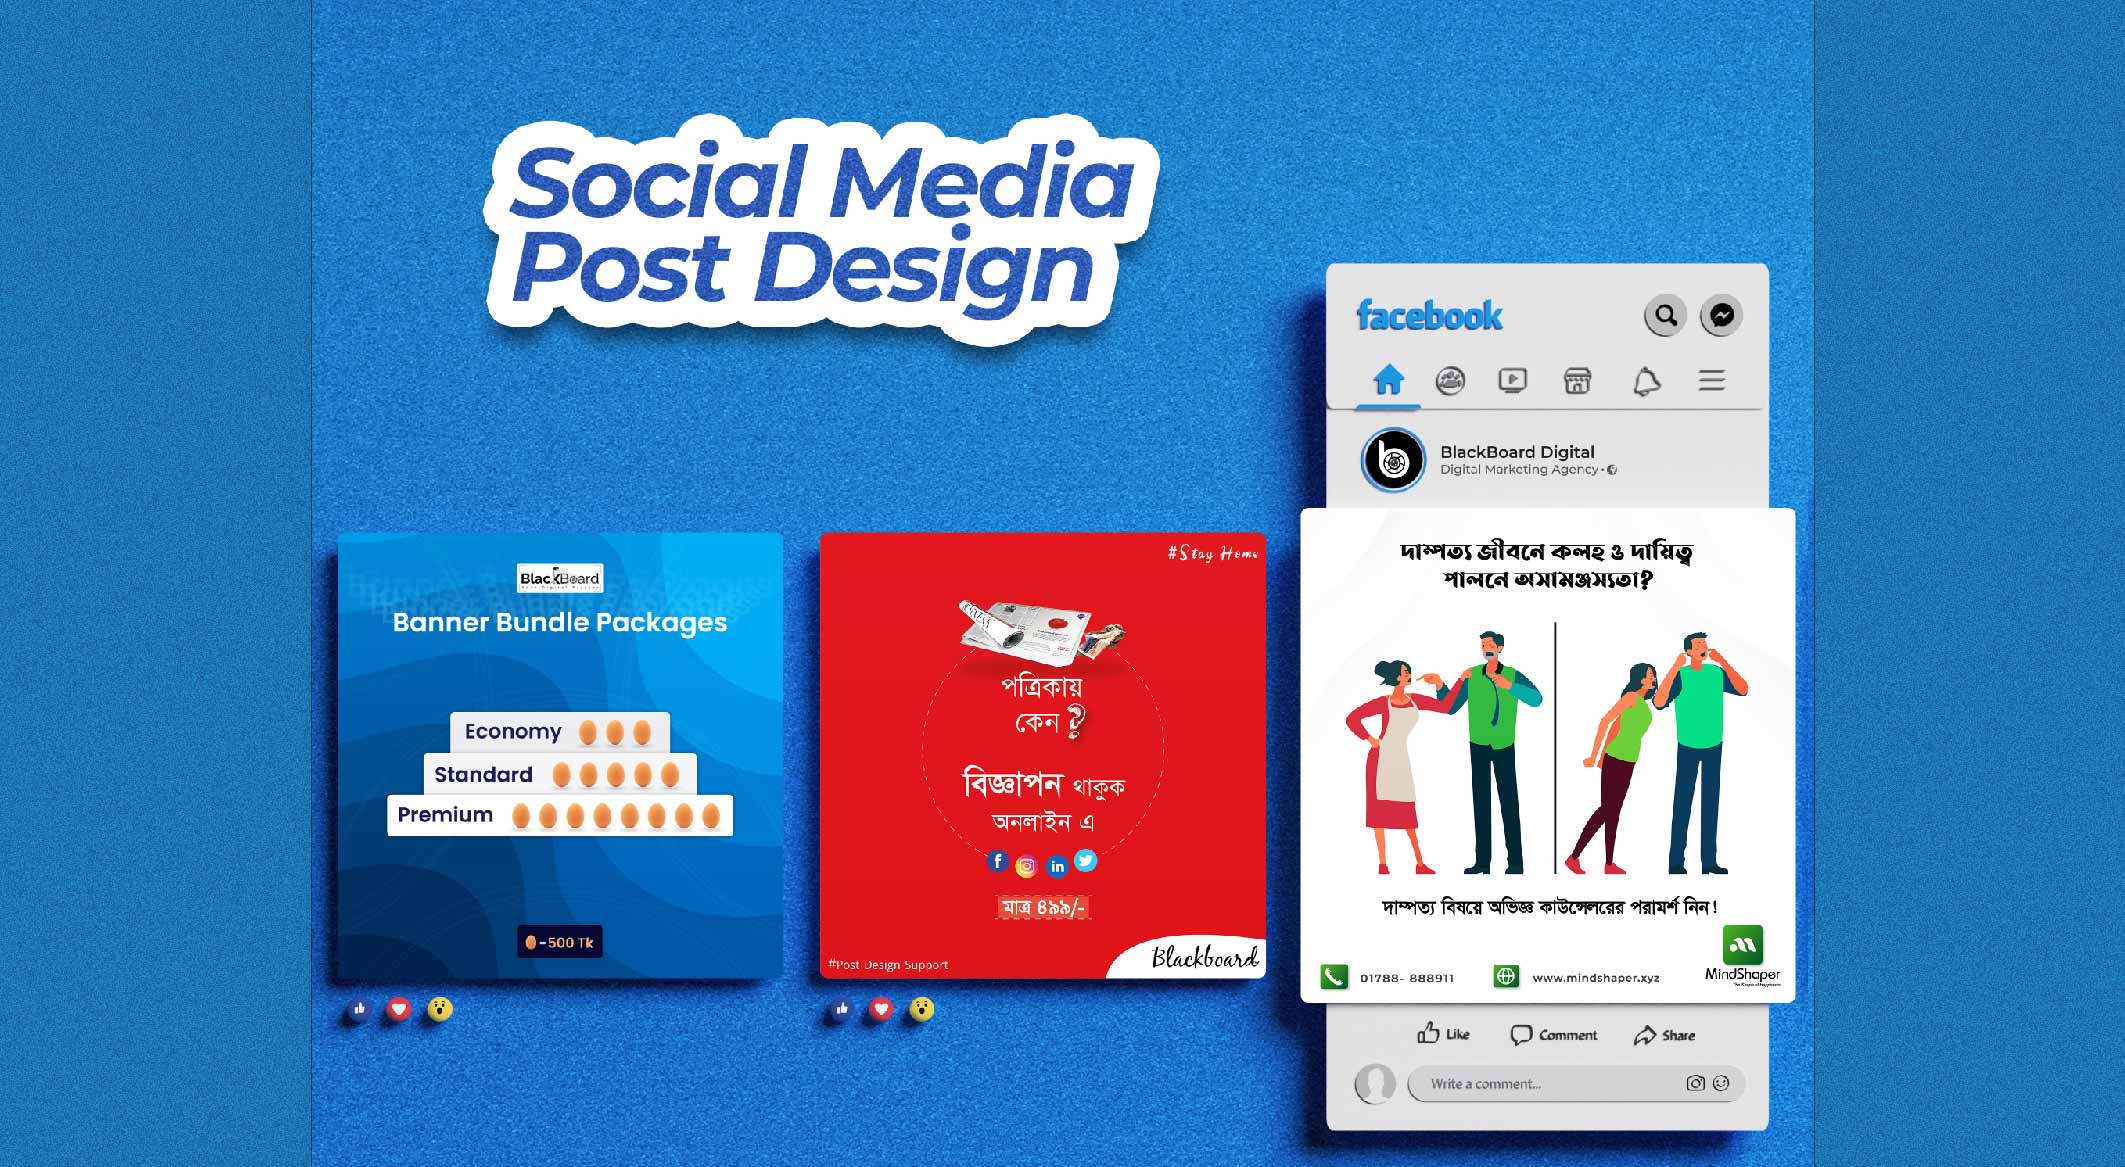 Social Media
Post Design
BlackBoard
Banner Bundle Packages
Economy
Standard
Premium
-500 Tk
#Stay Home
পত্রিকায়
কেন ?
বিজ্ঞাপন থাকুক
অনলাইন এ
মাত্র ৪৯৯/-
#Post Design Support
Blackboard
facebook
BlackBoard Digital
Digital Marketing Agency
দাম্পত্য জীবনে কলহ ও দায়িত্ব
পালনে অসামঞ্জস্যতা?
দাম্পত্য বিষয়ে অভিজ্ঞ কাউন্সেলরের পরামর্শ নিন!
01788- 888911
www.mindshaper.xyz
MindShaper
Like
Comment
Share
Write a comment...